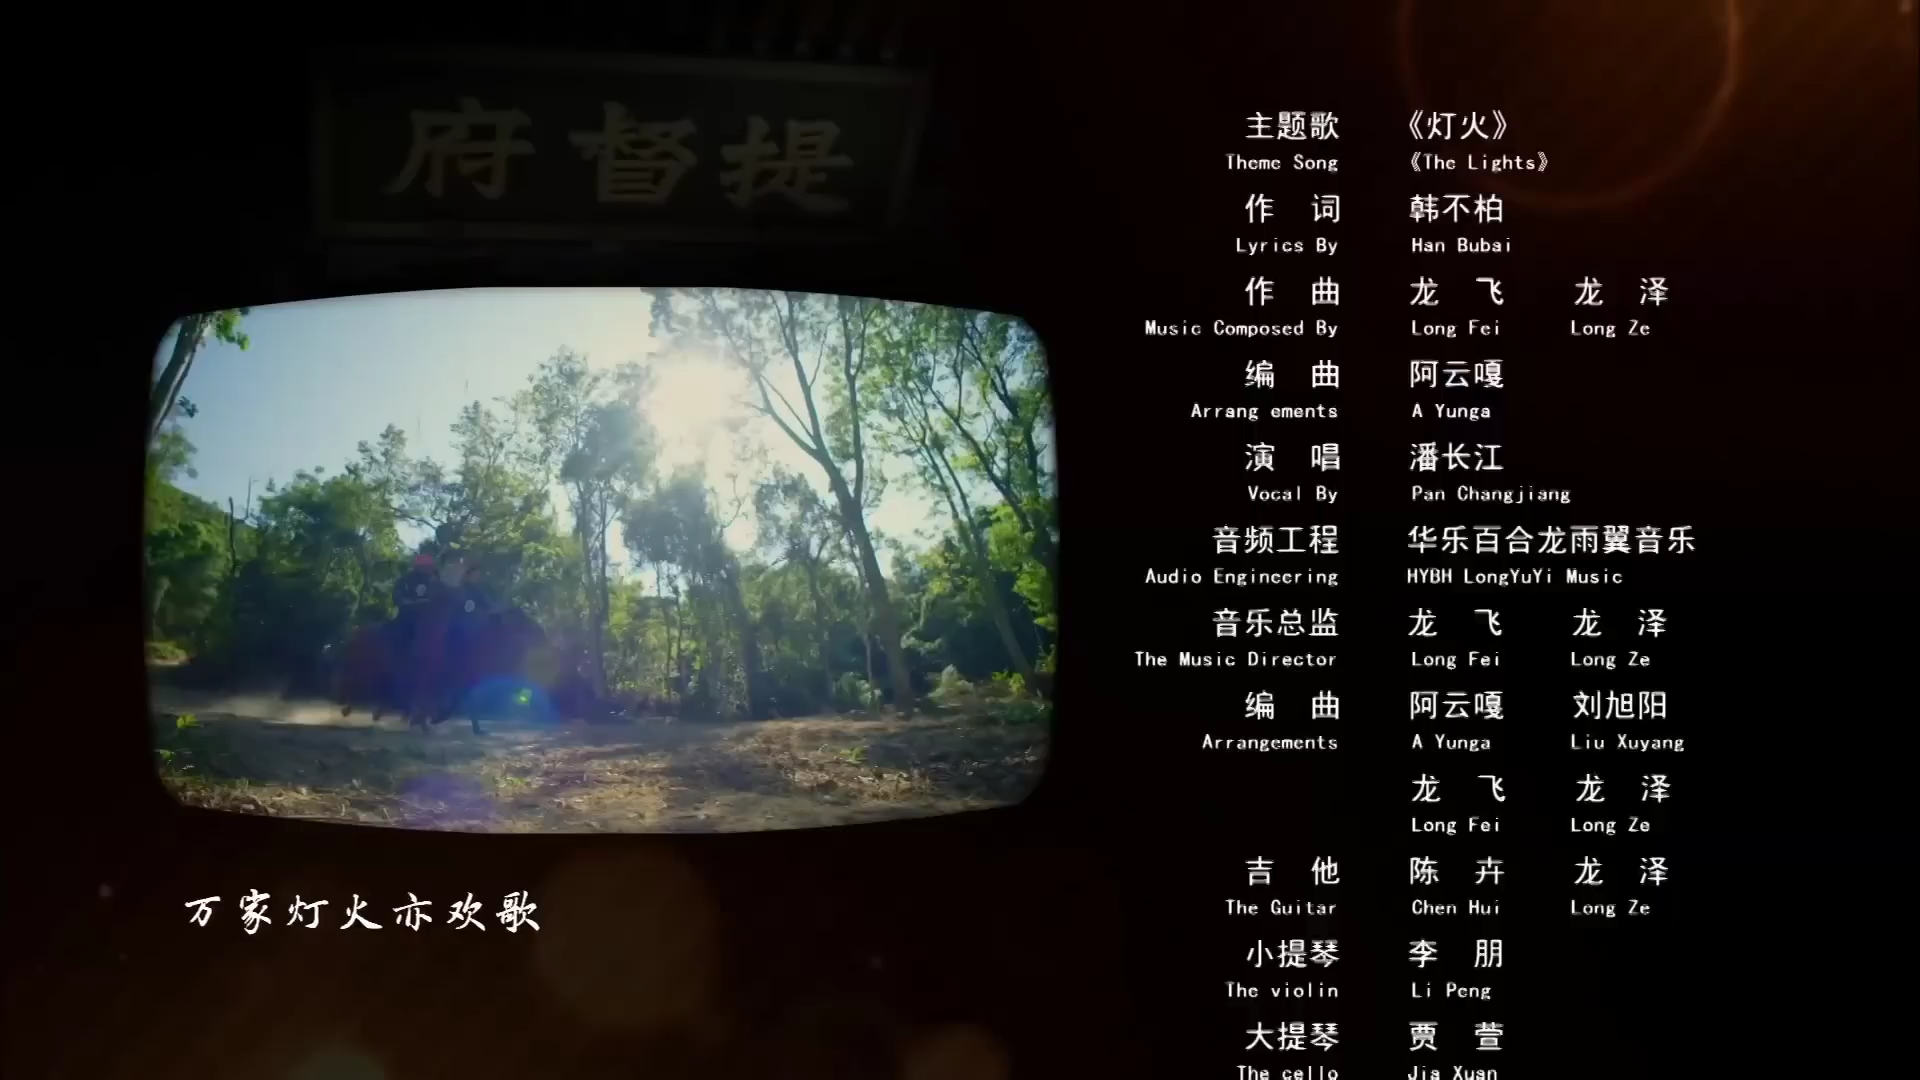 府督提
主题歌 《灯火》
Theme Song 《The Lights》
作 词 韩不柏
Lyrics By Han Bubai
作 曲 龙 飞 龙 泽
Music Composed By Long Fei Long Ze
编 曲 阿云嘎
Arrang ements A Yunga
演 唱 潘长江
Vocal By Pan Changjiang
音频工程 华乐百合龙雨翼音乐
Audio Engineering HYBH LongYuYi Music
音乐总监 龙 飞 龙 泽
The Music Director Long Fei Long Ze
编 曲 阿云嘎 刘旭阳
Arrangements A Yunga Liu Xuyang
龙 飞 龙 泽
Long Fei Long Ze
吉 他 陈 卉 龙 泽
The Guitar Chen Hui Long Ze
小提琴 李 朋
The violin Li Peng
大提琴 贾 萱
The cello Jia Xuan
万家灯火亦欢歌